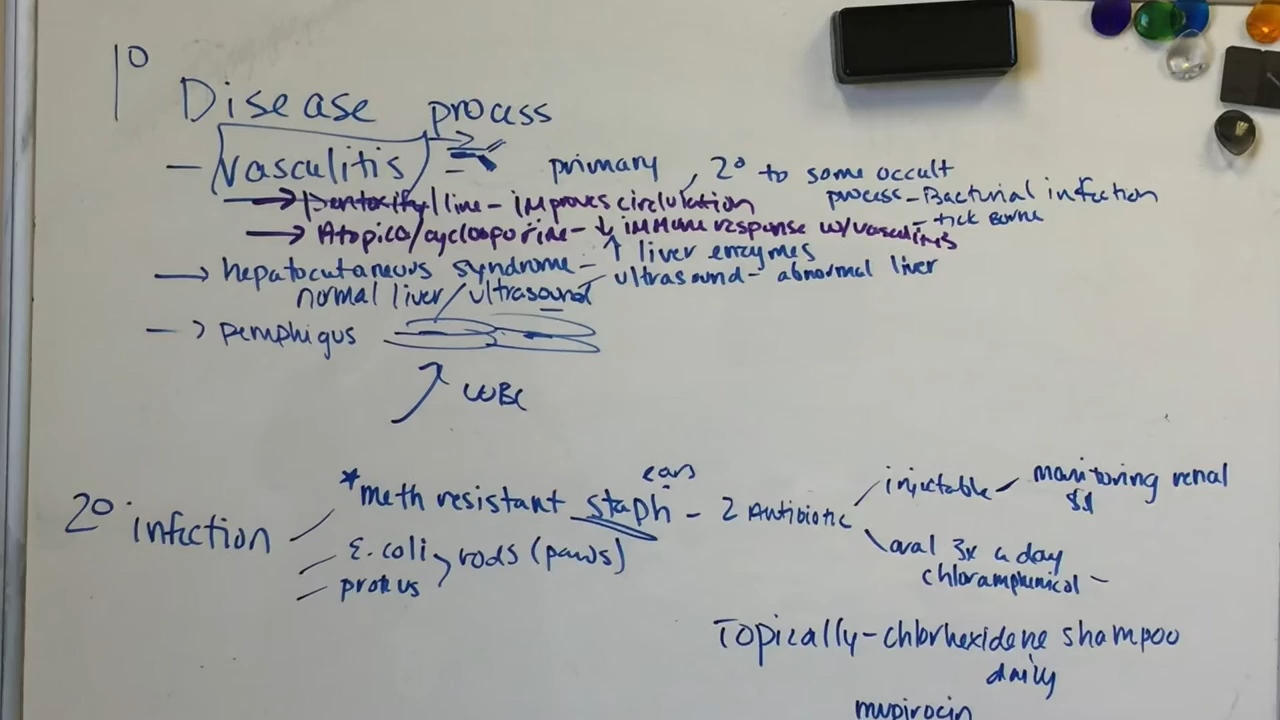 1° Disease process
- Vasculitis primary, 2° to some occult
process - Bacturial infection
- tick borne
→ pentoxifylline - improves circulation
→ Atopica/cyclosporine - ↓ immune response w/vasculitis
→ hepatocutaneous syndrome - ↑ liver enzymes
- ultrasound - abnormal liver
normal liver / ultrasound
-> pemphigus
WBC
ears
2° infection *meth resistant staph - 2 Antibiotic injectable - monitoring renal
$$
E. coli rods (paws)
proteus
oral 3x a day
chloramphenicol -
Topically - chlorhexidene shampoo
daily
mupirocin